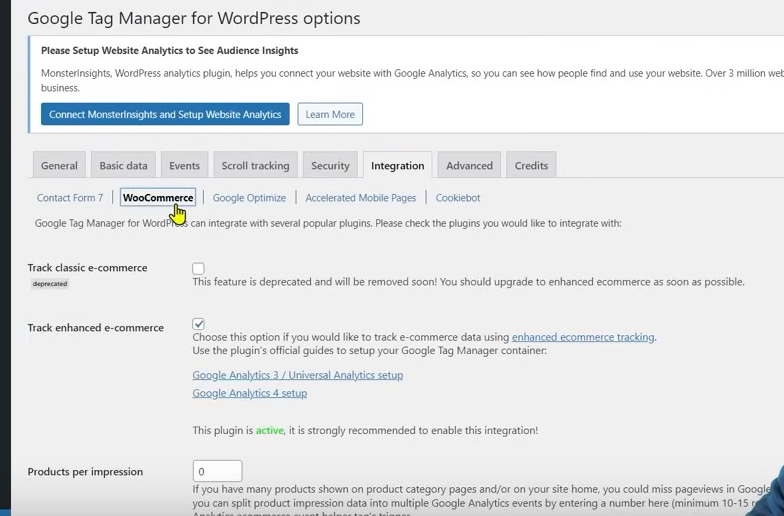 Google Tag Manager for WordPress options
Please Setup Website Analytics to See Audience Insights
MonsterInsights, WordPress analytics plugin, helps you connect your website with Google Analytics, so you can see how people find and use your website. Over 3 million
business.
Connect MonsterInsights and Setup Website Analytics Learn More
General Basic data Events Scroll tracking Security Integration Advanced Credits
Contact Form 7 WooCommerce Google Optimize Accelerated Mobile Pages Cookiebot
Google Tag Manager for WordPress can integrate with several popular plugins. Please check the plugins you would like to integrate with:
Track classic e-commerce
deprecated
This feature is deprecated and will be removed soon! You should upgrade to enhanced ecommerce as soon as possible.
Track enhanced e-commerce
Choose this option if you would like to track e-commerce data using enhanced ecommerce tracking.
Use the plugin's official guides to setup your Google Tag Manager container:
Google Analytics 3 / Universal Analytics setup
Google Analytics 4 setup
This plugin is active, it is strongly recommended to enable this integration!
Products per impression
0
If you have many products shown on product category pages and/or on your site home, you could miss pageviews in Google
you can split product impression data into multiple Google Analytics events by entering a number here (minimum 10-15
Analytics ecommerce event helper tag's trigger